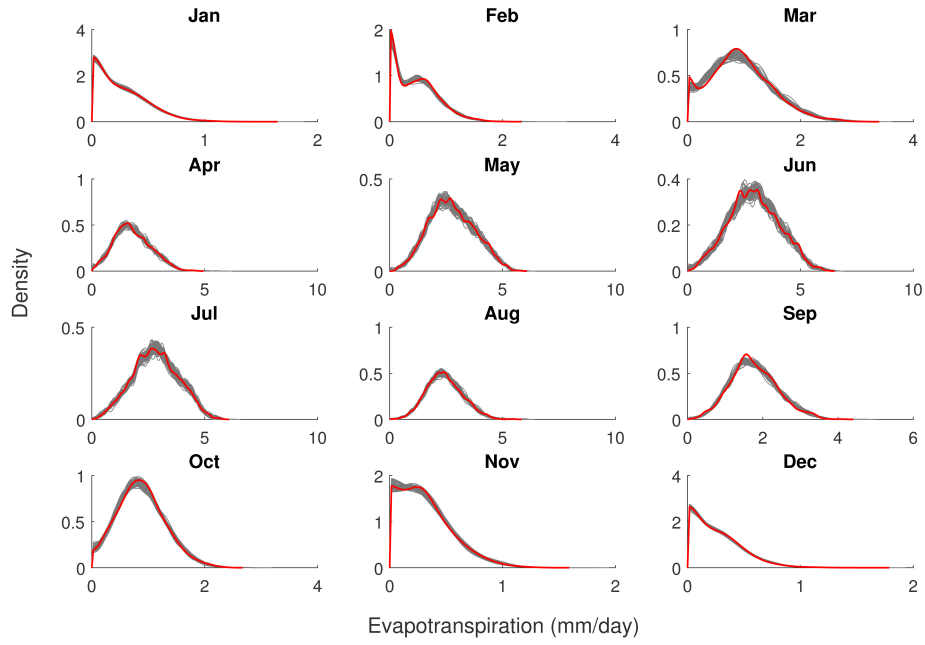 Jan Feb Mar
4 2 1
2 1 0.5
0 0 0
0 1 2 0 2 4 0 2 4
Apr May Jun
1 0.5 0.4
0.5 0.2
0 0 0
0 5 10 0 5 10 0 5 10
Jul Aug Sep
0.5 1 1
0.5 0.5
0 0 0
0 5 10 0 5 10 0 2 4 6
Oct Nov Dec
1 2 4
0.5 1 2
0 0 0
0 2 4 0 1 2 0 1 2
Density
Evapotranspiration (mm/day)